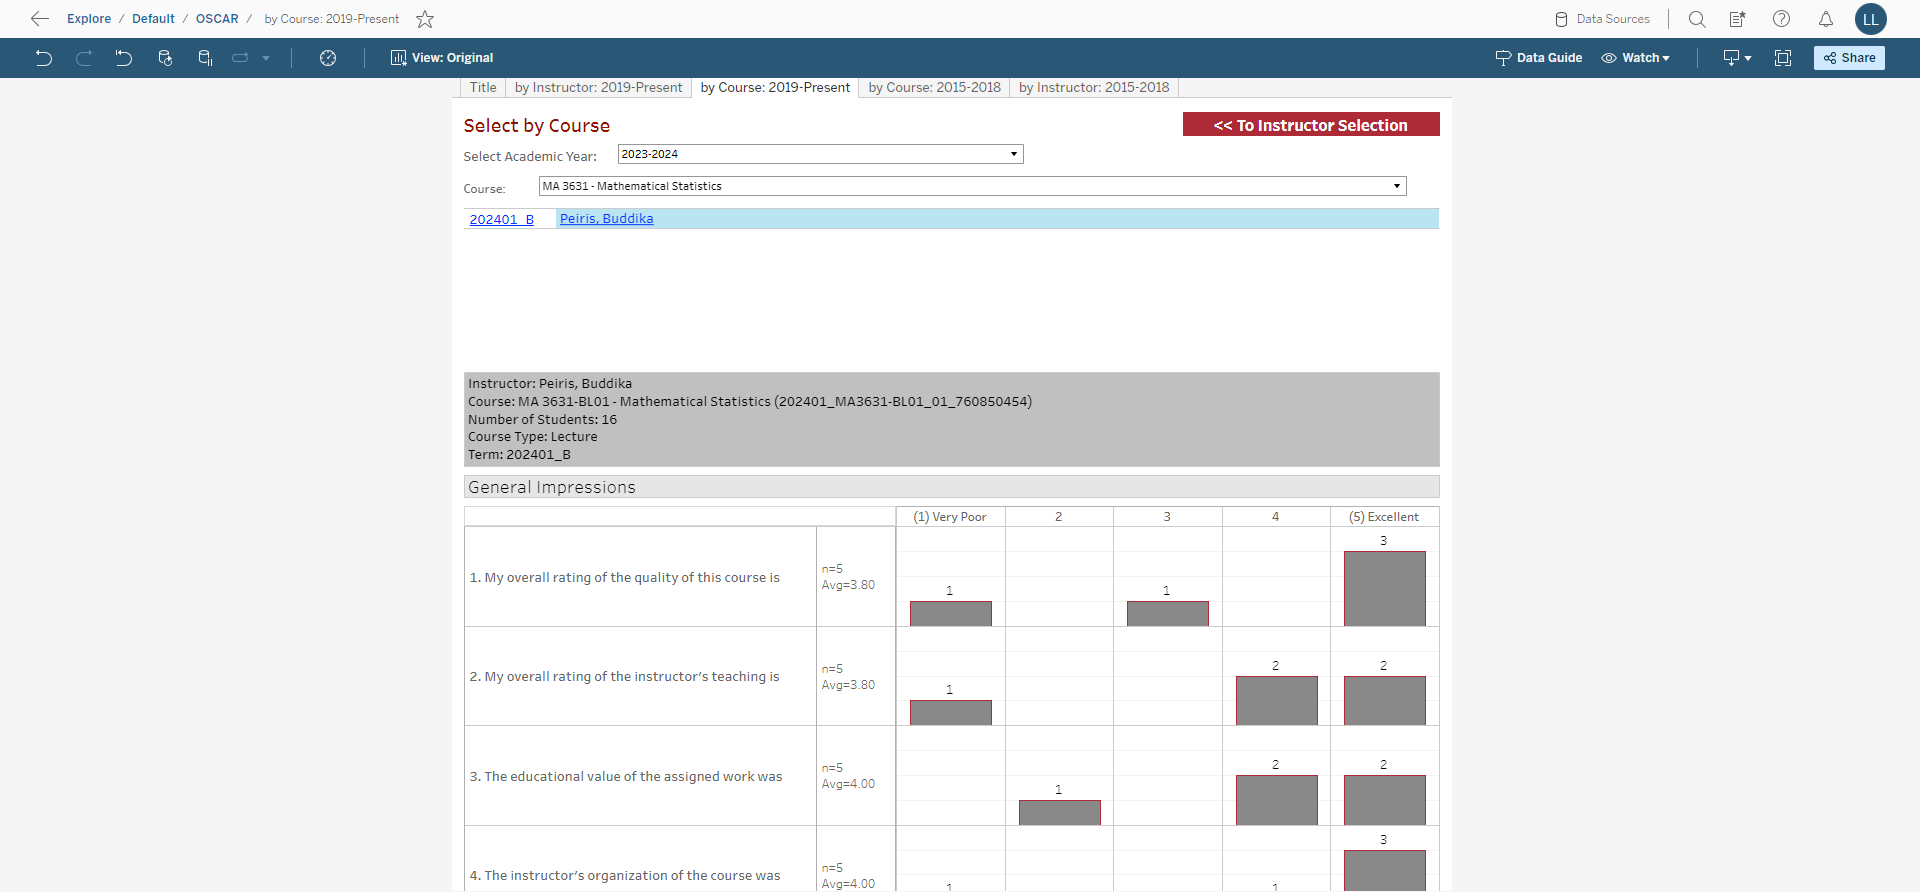 Explore / Default / OSCAR / by Course: 2019-Present
Data Sources
LL
View: Original
Data Guide
Watch
Share
Title
by Instructor: 2019-Present
by Course: 2019-Present
by Course: 2015-2018
by Instructor: 2015-2018
Select by Course
<< To Instructor Selection
Select Academic Year:
2023-2024
Course:
MA 3631 - Mathematical Statistics
202401_B
Peiris, Buddika
Instructor: Peiris, Buddika
Course: MA 3631-BL01 - Mathematical Statistics (202401_MA3631-BL01_01_760850454)
Number of Students: 16
Course Type: Lecture
Term: 202401_B
General Impressions
(1) Very Poor 2 3 4 (5) Excellent
1. My overall rating of the quality of this course is
n=5
Avg=3.80
1 1 3
2. My overall rating of the instructor's teaching is
n=5
Avg=3.80
1 2 2
3. The educational value of the assigned work was
n=5
Avg=4.00
1 2 2
4. The instructor's organization of the course was
n=5
Avg=4.00
1 1 3